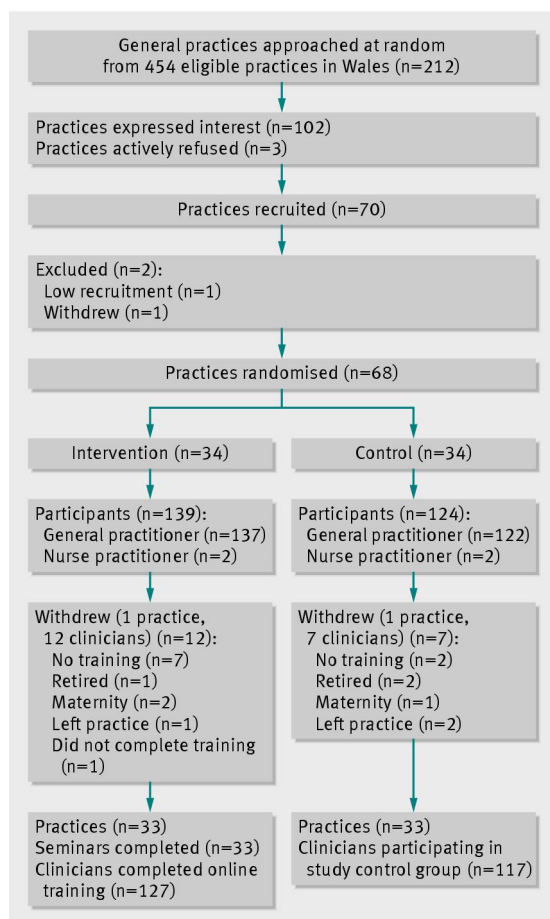 General practices approached at random
from 454 eligible practices in Wales (n=212)
Practices expressed interest (n=102)
Practices actively refused (n=3)
Practices recruited (n=70)
Excluded (n=2):
Low recruitment (n=1)
Withdrew (n=1)
Practices randomised (n=68)
Intervention (n=34)
Participants (n=139):
General practitioner (n=137)
Nurse practitioner (n=2)
Withdrew (1 practice,
12 clinicians) (n=12):
No training (n=7)
Retired (n=1)
Maternity (n=2)
Left practice (n=1)
Did not complete training
(n=1)
Practices (n=33)
Seminars completed (n=33)
Clinicians completed online
training (n=127)
Control (n=34)
Participants (n=124):
General practitioner (n=122)
Nurse practitioner (n=2)
Withdrew (1 practice,
7 clinicians) (n=7):
No training (n=2)
Retired (n=2)
Maternity (n=1)
Left practice (n=2)
Practices (n=33)
Clinicians participating in
study control group (n=117)